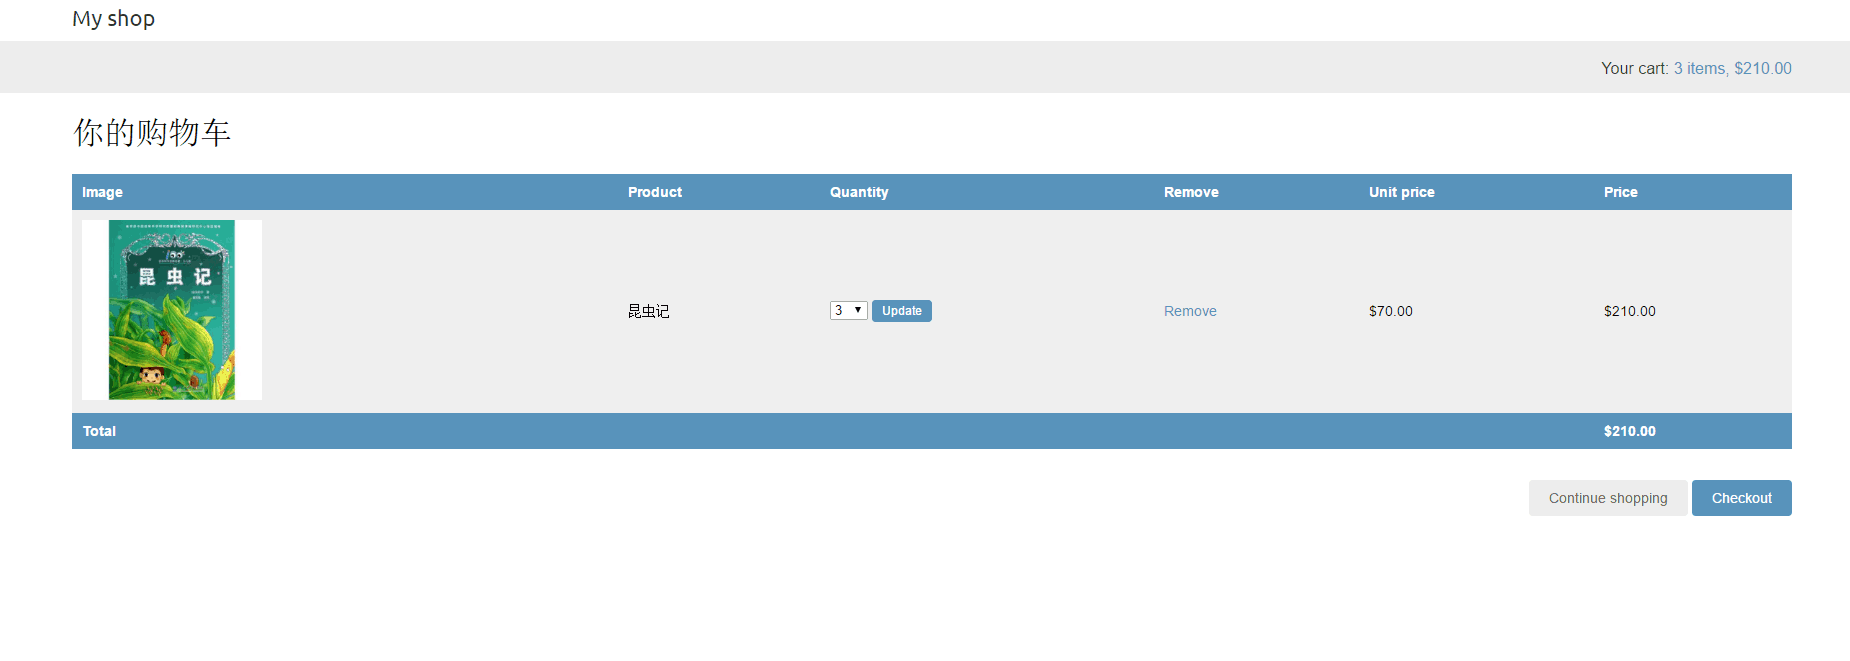 My shop
Your cart: 3 items, $210.00
你的购物车
Image Product Quantity Remove Unit price Price
昆虫记
昆虫记 3 Update Remove $70.00 $210.00
Total $210.00
Continue shopping Checkout